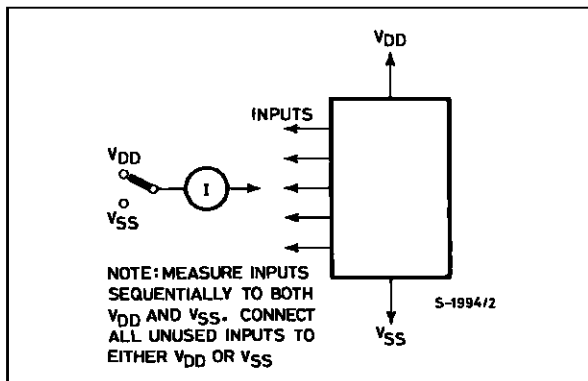 VDD
INPUTS
VDD
I
VSS
NOTE: MEASURE INPUTS
SEQUENTIALLY TO BOTH
VDD AND VSS. CONNECT
ALL UNUSED INPUTS TO
EITHER VDD OR VSS
S-1994/2
VSS